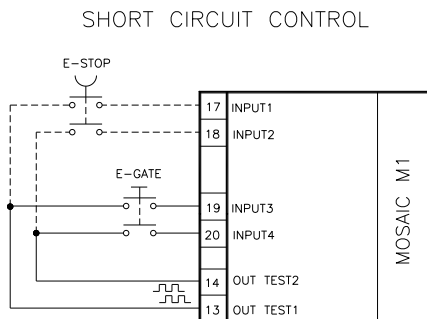 SHORT CIRCUIT CONTROL
E-STOP
17 INPUT1
18 INPUT2
E-GATE
19 INPUT3
20 INPUT4
14 OUT TEST2
13 OUT TEST1
MOSAIC M1